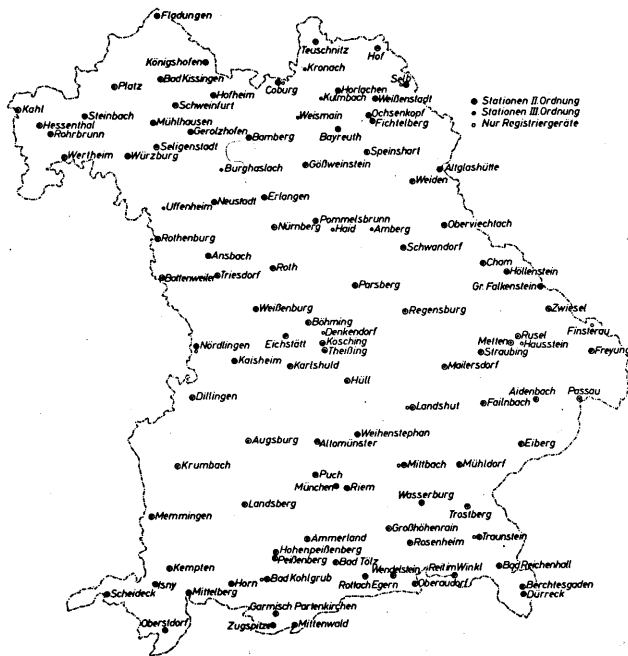 Fladungen
Teuschnitz
Hof
Königshofen
Kronach
Bad Kissingen
Coburg
Horlachen
Selb
Platz
Hofheim
Kulmbach
Weißenstadt
Stationen II.Ordnung
Kahl
Schweinfurt
Stationen III.Ordnung
Steinbach
Weismain
Ochsenkopf
Fichtelberg
Nur Registriergeräte
Hessenthal
Mühlhausen
Rohrbrunn
Gerolzhofen
Bamberg
Bayreuth
Seligenstadt
Speinshart
Wertheim
Würzburg
Gößweinstein
Altglashütte
Burghaslach
Weiden
Erlangen
Uffenheim
Neustadt
Pommelsbrunn
Nürnberg
Haid
Amberg
Oberviechtach
Rothenburg
Schwandorf
Ansbach
Cham
Roth
Höllenstein
Bottenweiler
Triesdorf
Parsberg
Gr. Falkenstein
Weißenburg
Regensburg
Zwiesel
Böhming
Denkendorf
Finsterau
Eichstätt
Kösching
Rusel
Metten
Hausstein
Nördlingen
Theißing
Straubing
Freyung
Kaisheim
Karlshuld
Mallersdorf
Hüll
Dillingen
Aidenbach
Passau
Landshut
Failnbach
Weihenstephan
Augsburg
Altomünster
Eiberg
Krumbach
Mittbach
Mühldorf
Puch
München
Riem
Wasserburg
Landsberg
Trostberg
Memmingen
Großhöhenrain
Ammerland
Traunstein
Rosenheim
Hohenpeißenberg
Peißenberg
Bad Tölz
Kempten
Wendelstein
Reit im Winkl
Bad Reichenhall
Isny
Horn
Bad Kohlgrub
Rottach Egern
Oberaudorf
Berchtesgaden
Scheideck
Mittelberg
Dürreck
Garmisch Partenkirchen
Oberstdorf
Zugspitze
Mittenwald